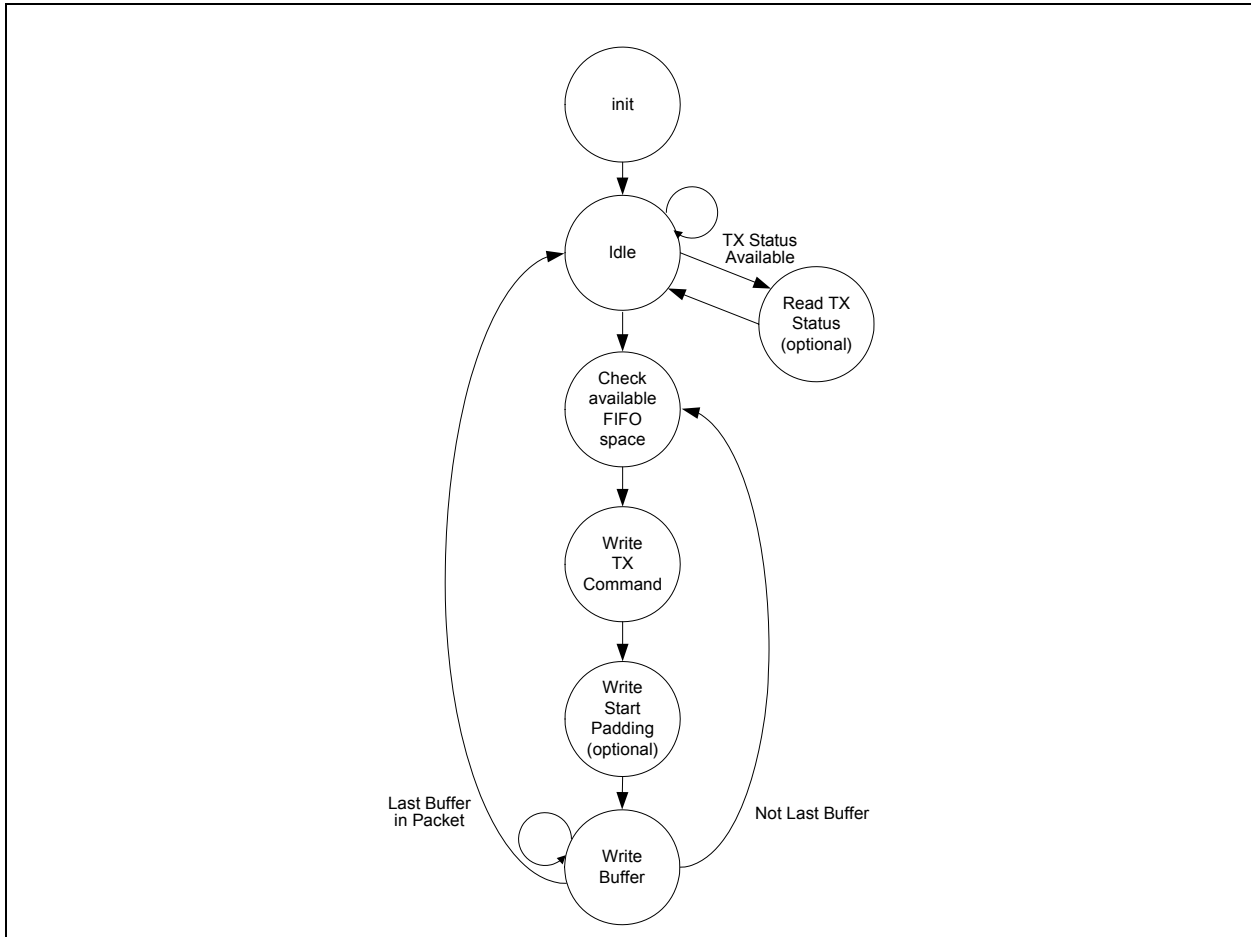 init
Idle
TX Status
Available
Read TX
Status
(optional)
Check
available
FIFO
space
Write
TX
Command
Write
Start
Padding
(optional)
Last Buffer
in Packet
Not Last Buffer
Write
Buffer